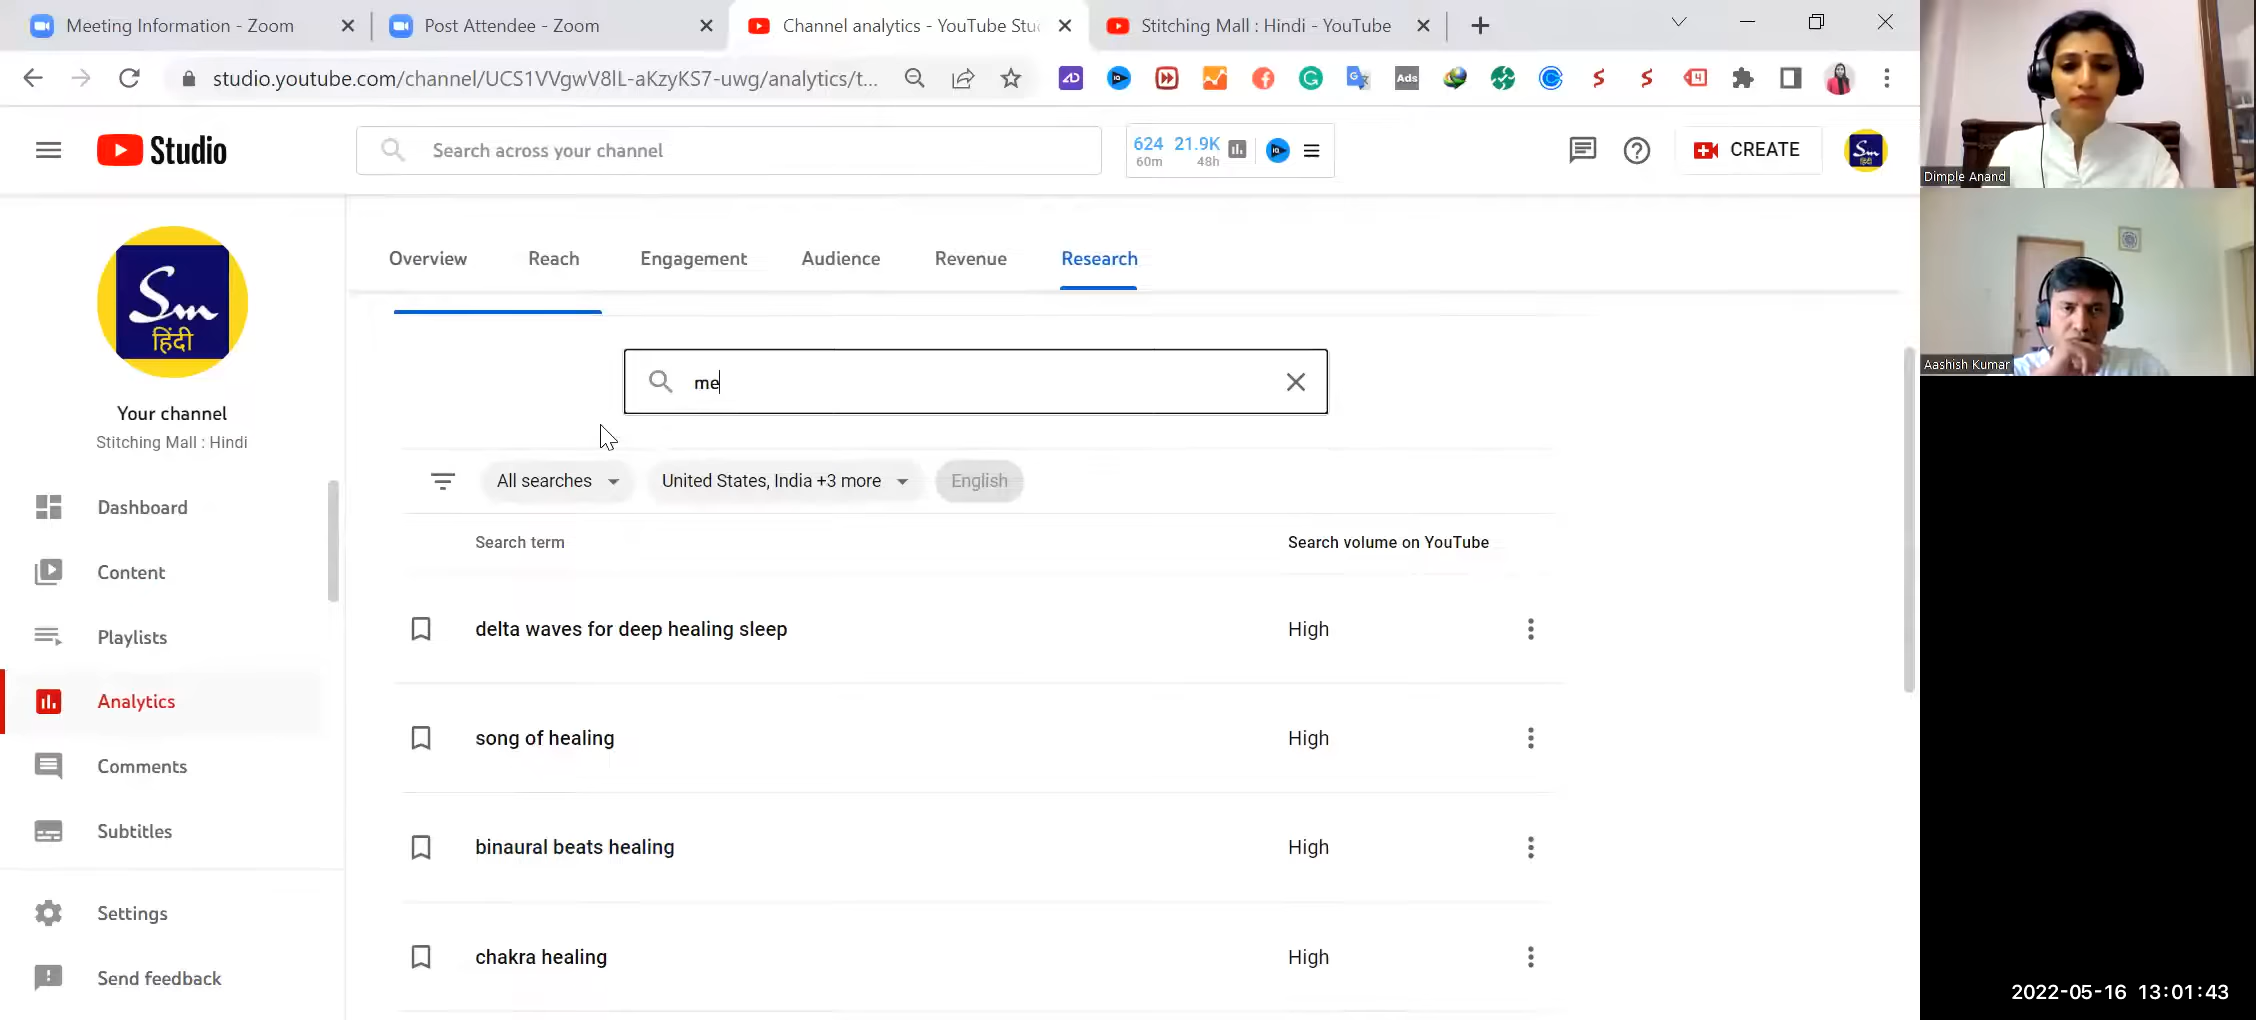 Meeting Information - Zoom
Post Attendee - Zoom
Channel analytics - YouTube Stu
Stitching Mall : Hindi - YouTube
studio.youtube.com/channel/UCS1VVgwV8lL-aKzyKS7-uwg/analytics/t...
Ads
Studio
Search across your channel
624 21.9K
60m 48h
CREATE
Sm
हिंदी
Your channel
Stitching Mall : Hindi
Dashboard
Content
Playlists
Analytics
Comments
Subtitles
Settings
Send feedback
Overview
Reach
Engagement
Audience
Revenue
Research
me
All searches
United States, India +3 more
English
Search term
Search volume on YouTube
delta waves for deep healing sleep
High
song of healing
High
binaural beats healing
High
chakra healing
High
Dimple Anand
Aashish Kumar
2022-05-16 13:01:43